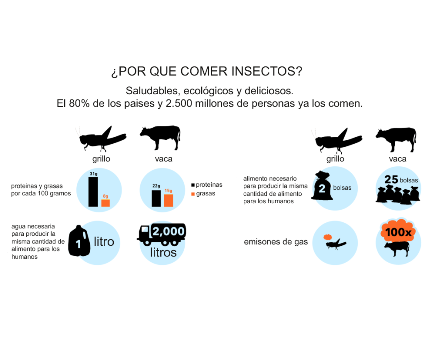 ¿POR QUE COMER INSECTOS?
Saludables, ecológicos y deliciosos.
El 80% de los paises y 2.500 millones de personas ya los comen.
grillo
vaca
proteinas y grasas
por cada 100 gramos
31g
22g
proteinas
grasas
agua necesaria
para producir la
misma cantidad de
alimento para los
humanos
1 litro
2,000
litros
grillo
vaca
alimento necesario
para producir la misma
cantidad de alimento
para los humanos
2 bolsas
25 bolsas
emisones de gas
100x